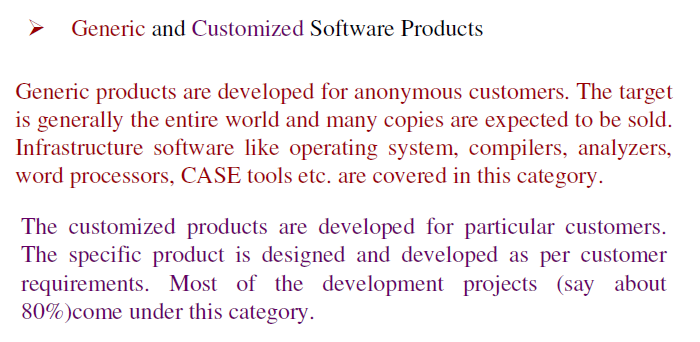 ➢ Generic and Customized Software Products
Generic products are developed for anonymous customers. The target
is generally the entire world and many copies are expected to be sold.
Infrastructure software like operating system, compilers, analyzers,
word processors, CASE tools etc. are covered in this category.
The customized products are developed for particular customers.
The specific product is designed and developed as per customer
requirements. Most of the development projects (say about
80%)come under this category.